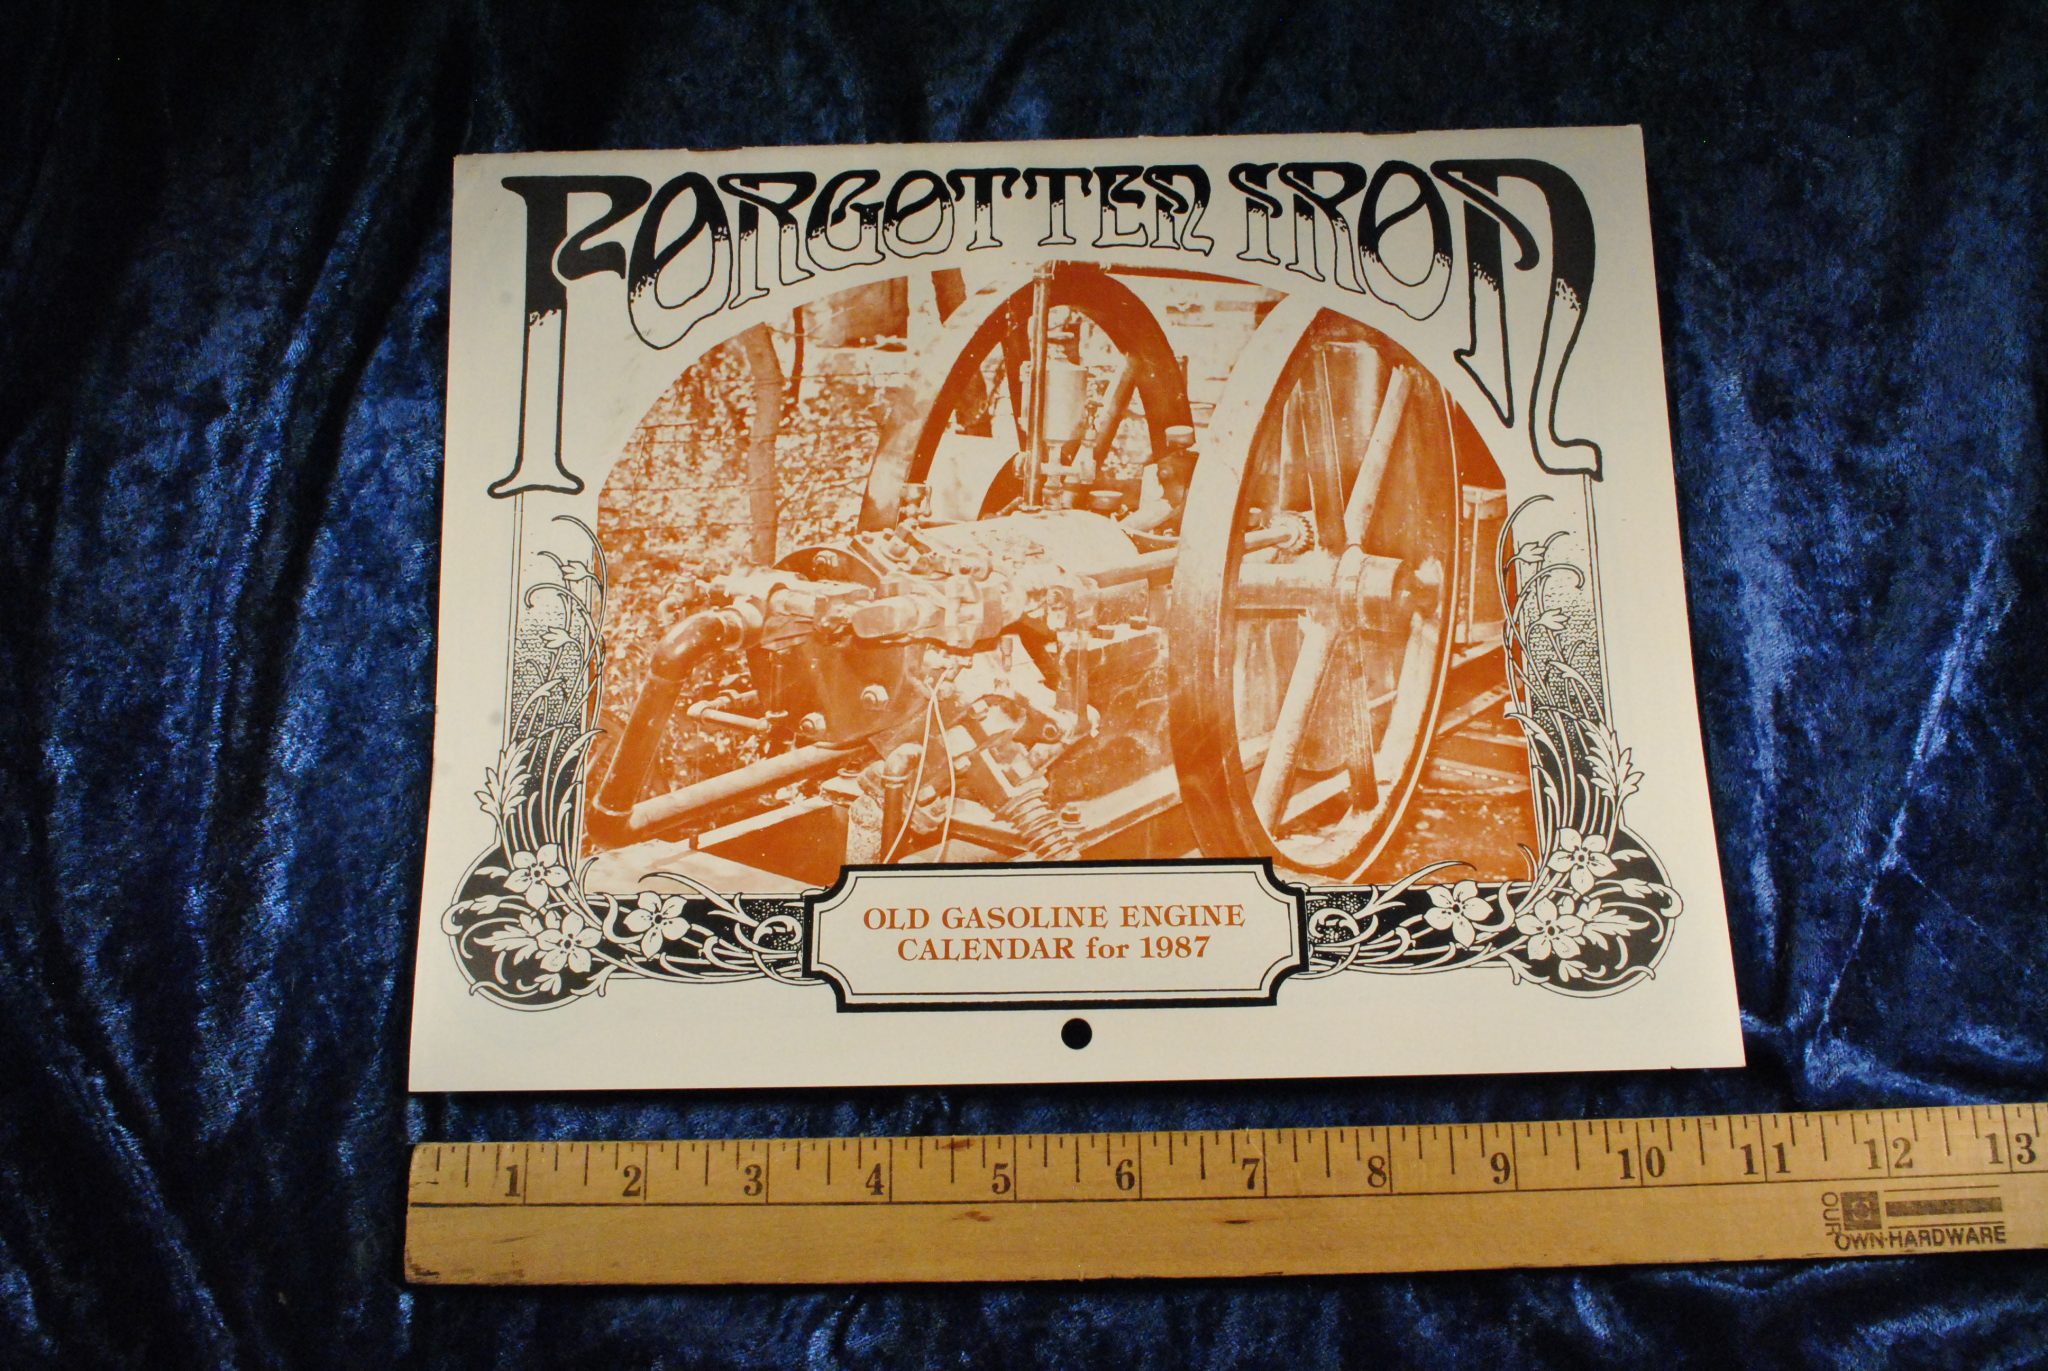 FORGOTTEN IRON
OLD GASOLINE ENGINE
CALENDAR for 1987
1 2 3 4 5 6 7 8 9 10 11 12 13
OUR
OWN·HARDWARE